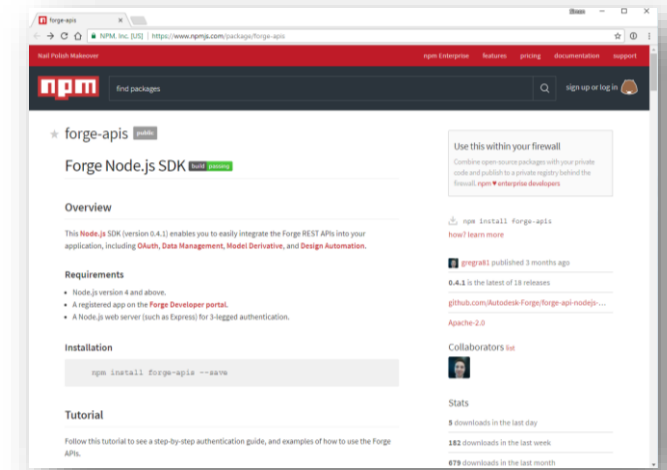 forge-apis
NPM, Inc. [US] | https://www.npmjs.com/package/forge-apis
Nail Polish Makeover
npm Enterprise features pricing documentation support
npm
find packages
sign up or log in
forge-apis public
Forge Node.js SDK build passing
Overview
This Node.js SDK (version 0.4.1) enables you to easily integrate the Forge REST APIs into your
application, including OAuth, Data Management, Model Derivative, and Design Automation.
Requirements
Node.js version 4 and above.
A registered app on the Forge Developer portal.
A Node.js web server (such as Express) for 3-legged authentication.
Installation
npm install forge-apis --save
Tutorial
Follow this tutorial to see a step-by-step authentication guide, and examples of how to use the Forge
APIs.
Use this within your firewall
Combine open source packages with your private
code and publish to a private registry behind the
firewall. npm ♥ enterprise developers
npm install forge-apis
how? learn more
gregra81 published 3 months ago
0.4.1 is the latest of 18 releases
github.com/Autodesk-Forge/forge-api-nodejs-...
Apache-2.0
Collaborators list
Stats
5 downloads in the last day
162 downloads in the last week
679 downloads in the last month